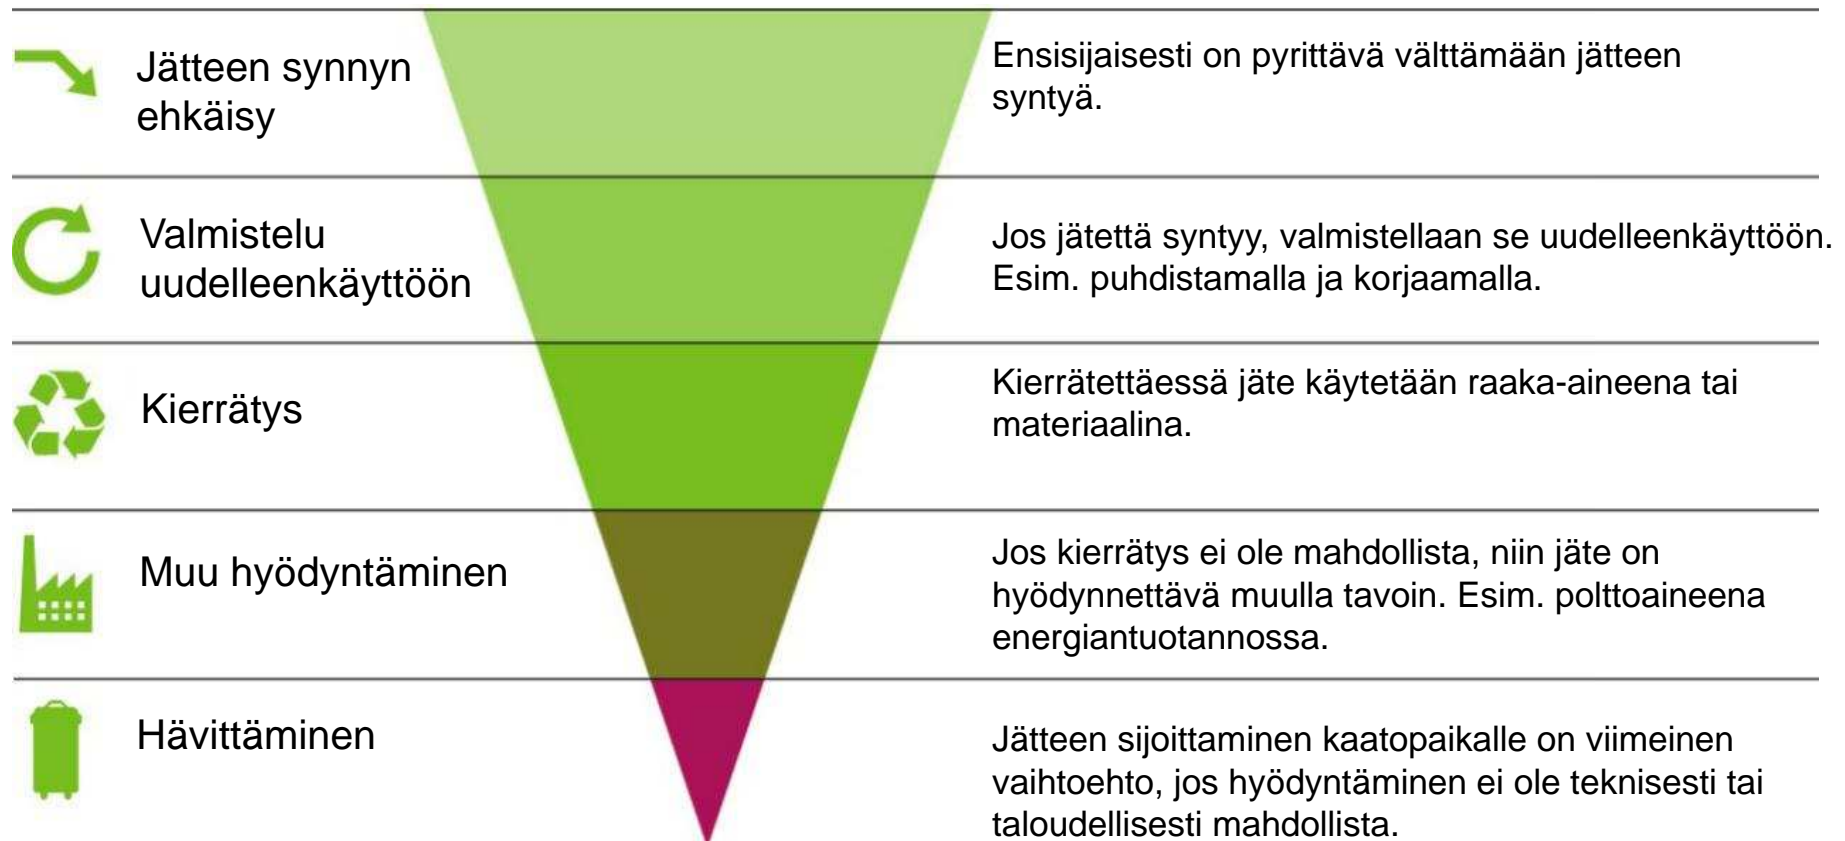 Jätteen synnyn
ehkäisy
Ensisijaisesti on pyrittävä välttämään jätteen
syntyä.
Valmistelu
uudelleenkäyttöön
Jos jätettä syntyy, valmistellaan se uudelleenkäyttöön.
Esim. puhdistamalla ja korjaamalla.
Kierrätys
Kierrätettäessä jäte käytetään raaka-aineena tai
materiaalina.
Muu hyödyntäminen
Jos kierrätys ei ole mahdollista, niin jäte on
hyödynnettävä muulla tavoin. Esim. polttoaineena
energiantuotannossa.
Hävittäminen
Jätteen sijoittaminen kaatopaikalle on viimeinen
vaihtoehto, jos hyödyntäminen ei ole teknisesti tai
taloudellisesti mahdollista.